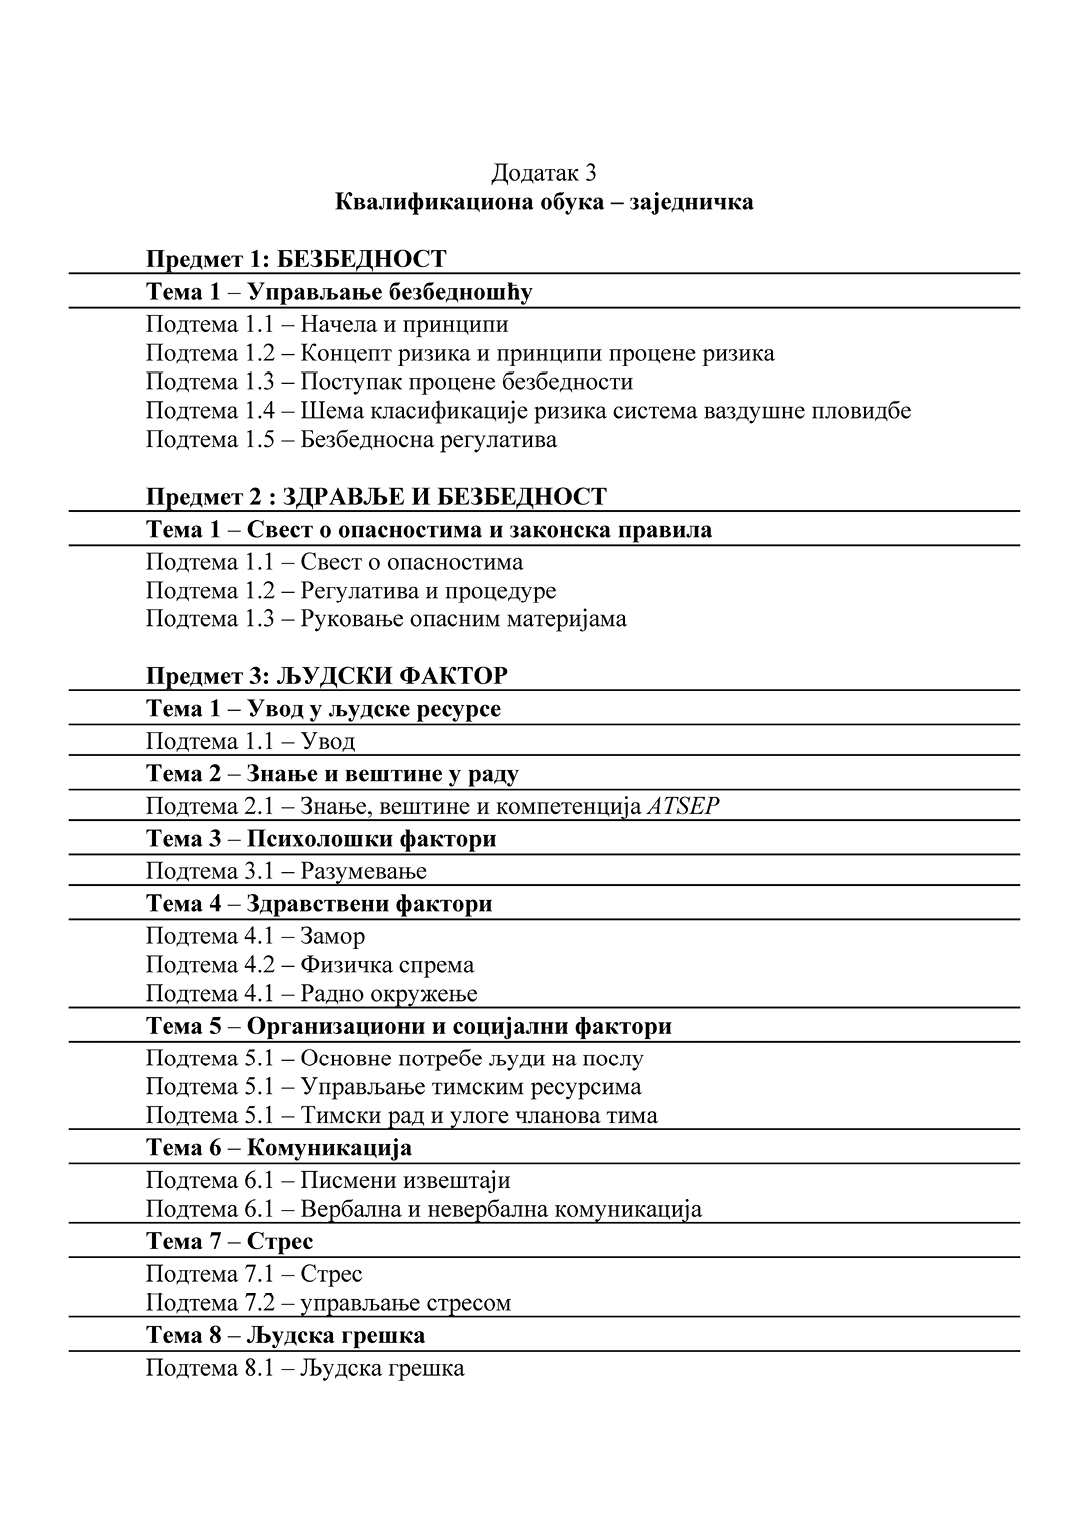 Додатак 3
Квалификациона обука – заједничка
Предмет 1: БЕЗБЕДНОСТ
Тема 1 – Управљање безбедношћу
Подтема 1.1 – Начела и принципи
Подтема 1.2 – Концепт ризика и принципи процене ризика
Подтема 1.3 – Поступак процене безбедности
Подтема 1.4 – Шема класификације ризика система ваздушне пловидбе
Подтема 1.5 – Безбедносна регулатива
Предмет 2 : ЗДРАВЉЕ И БЕЗБЕДНОСТ
Тема 1 – Свест о опасностима и законска правила
Подтема 1.1 – Свест о опасностима
Подтема 1.2 – Регулатива и процедуре
Подтема 1.3 – Руковање опасним материјама
Предмет 3: ЉУДСКИ ФАКТОР
Тема 1 – Увод у људске ресурсе
Подтема 1.1 – Увод
Тема 2 – Знање и вештине у раду
Подтема 2.1 – Знање, вештине и компетенција ATSEP
Тема 3 – Психолошки фактори
Подтема 3.1 – Разумевање
Тема 4 – Здравствени фактори
Подтема 4.1 – Замор
Подтема 4.2 – Физичка спрема
Подтема 4.1 – Радно окружење
Тема 5 – Организациони и социјални фактори
Подтема 5.1 – Основне потребе људи на послу
Подтема 5.1 – Управљање тимским ресурсима
Подтема 5.1 – Тимски рад и улоге чланова тима
Тема 6 – Комуникација
Подтема 6.1 – Писмени извештаји
Подтема 6.1 – Вербална и невербална комуникација
Тема 7 – Стрес
Подтема 7.1 – Стрес
Подтема 7.2 – управљање стресом
Тема 8 – Људска грешка
Подтема 8.1 – Људска грешка